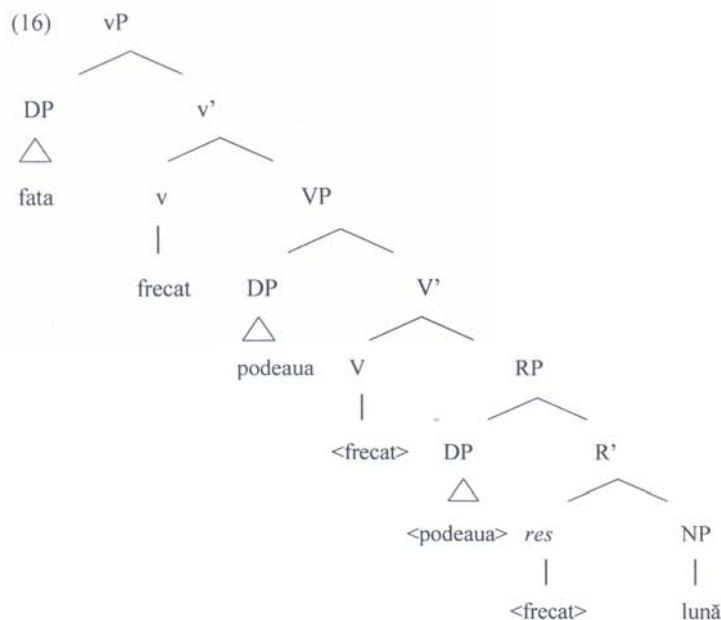 (16) vP
DP v’
fata v VP
frecat DP V’
podeaua V RP
<frecat> DP R’
<podeaua> res NP
<frecat> lună